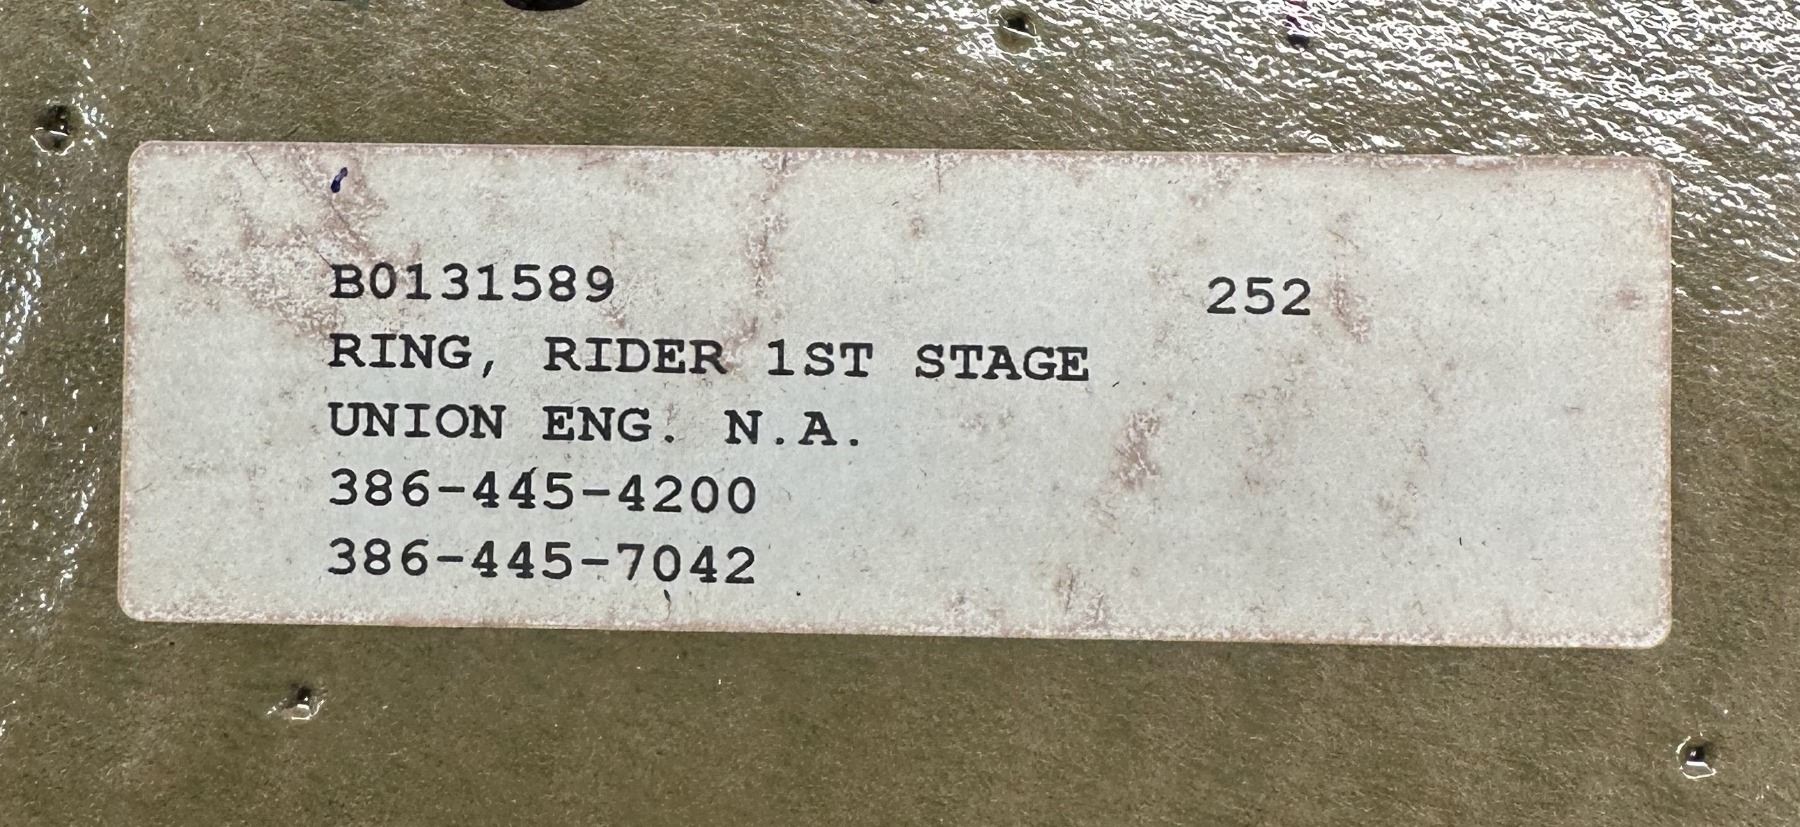 B0131589 252
RING, RIDER 1ST STAGE
UNION ENG. N.A.
386-445-4200
386-445-7042